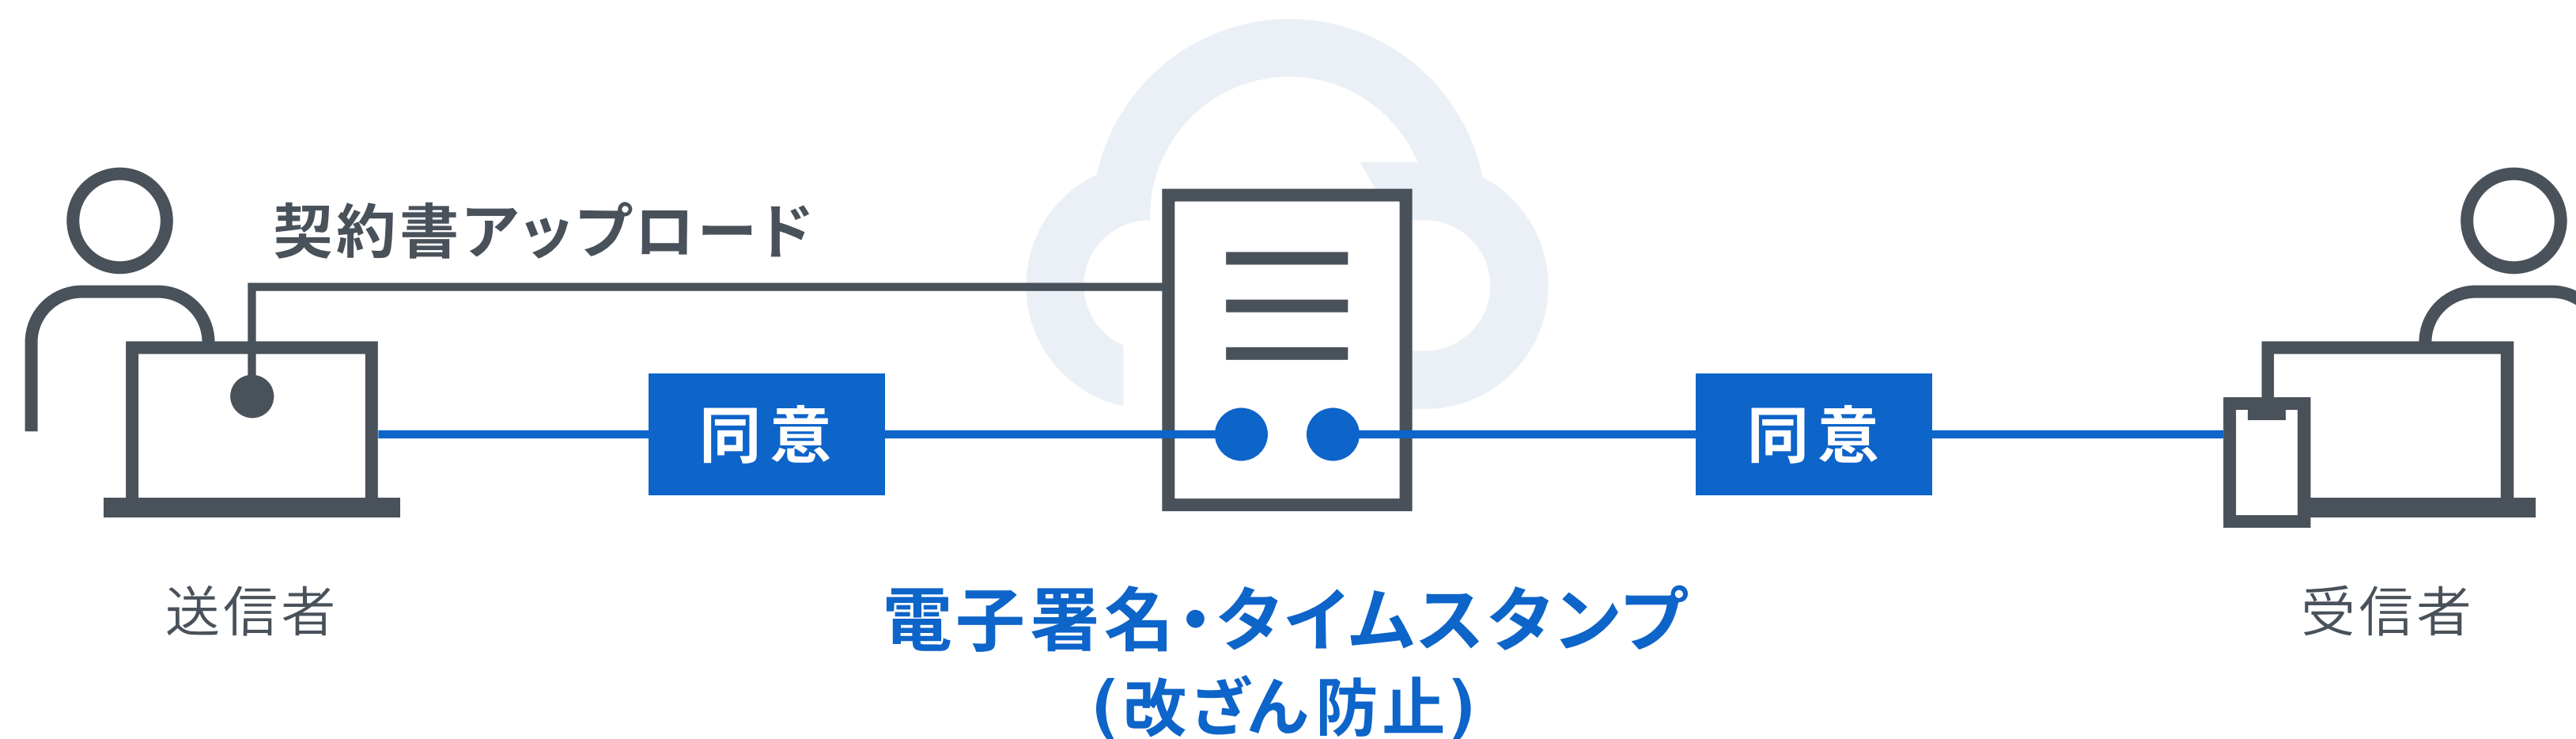 契約書アップロード
同意
同意
送信者
電子署名・タイムスタンプ
(改ざん防止)
受信者